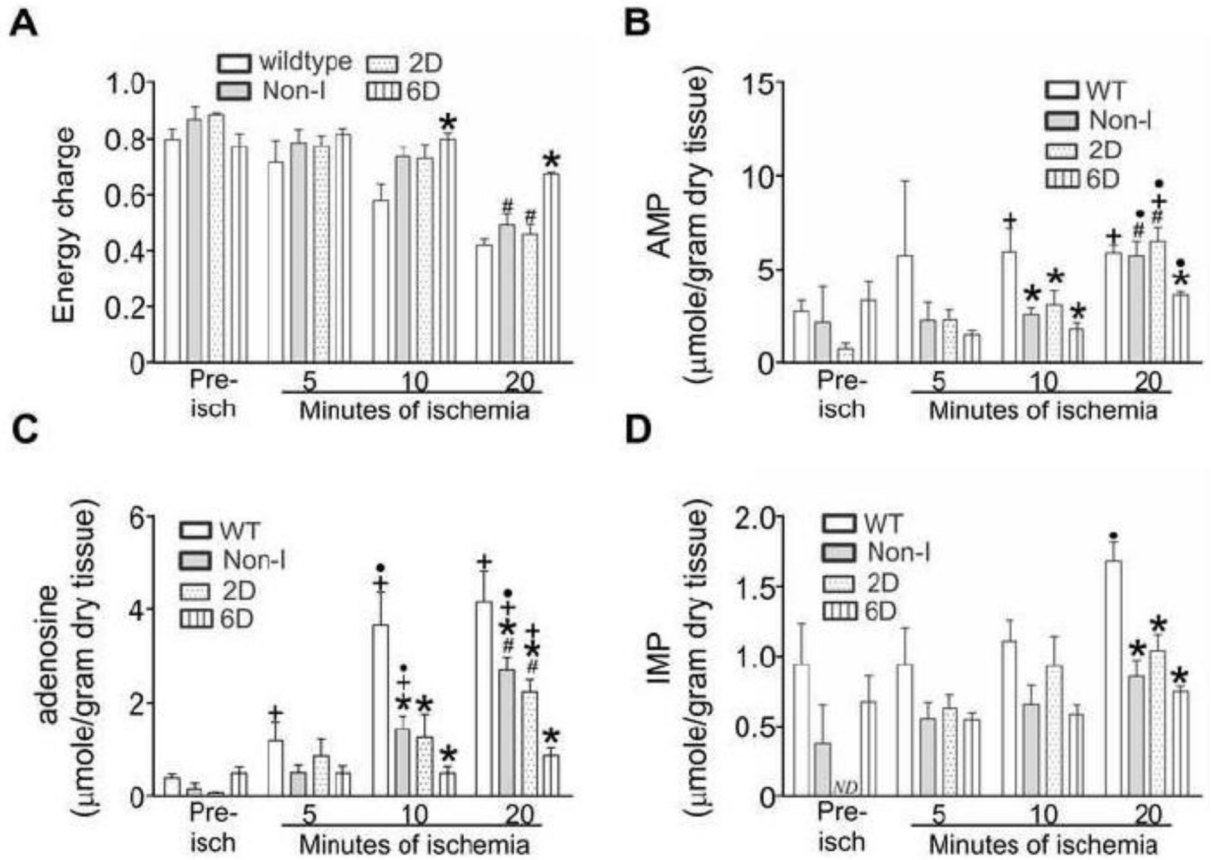 A
wildtype 2D
Non-I 6D
Energy charge
1.0
0.8
0.6
0.4
0.2
0
*
# #
*
Pre-
isch
5 10 20
Minutes of ischemia
B
WT
Non-I
2D
6D
AMP
(μmole/gram dry tissue)
15
10
5
0
+
* * *
+
•
#
•
+
#
•
*
Pre-
isch
5 10 20
Minutes of ischemia
C
WT
Non-I
2D
6D
adenosine
(μmole/gram dry tissue)
6
4
2
0
+
•
+
•
+
*
*
*
+
•
+
*
#
+
*
#
*
Pre-
isch
5 10 20
Minutes of ischemia
D
WT
Non-I
2D
6D
IMP
(μmole/gram dry tissue)
2.0
1.5
1.0
0.5
0
ND
•
* * *
Pre-
isch
5 10 20
Minutes of ischemia